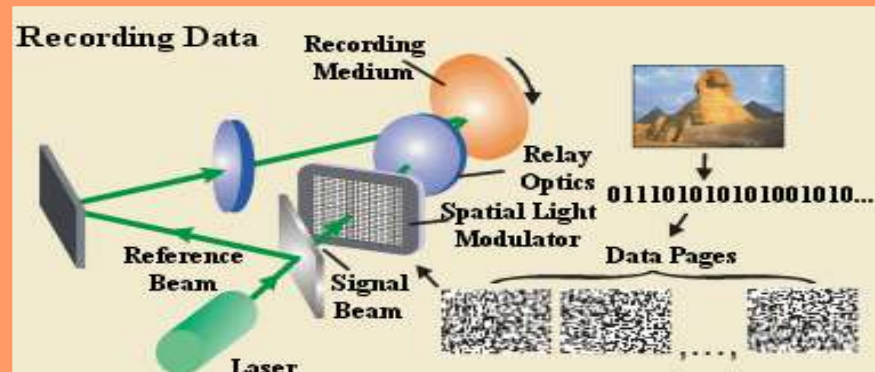 Recording Data
Recording
Medium
Relay
Optics
011101010101001010...
Spatial Light
Modulator
Data Pages
Reference
Beam
Signal
Beam
,...,
Laser